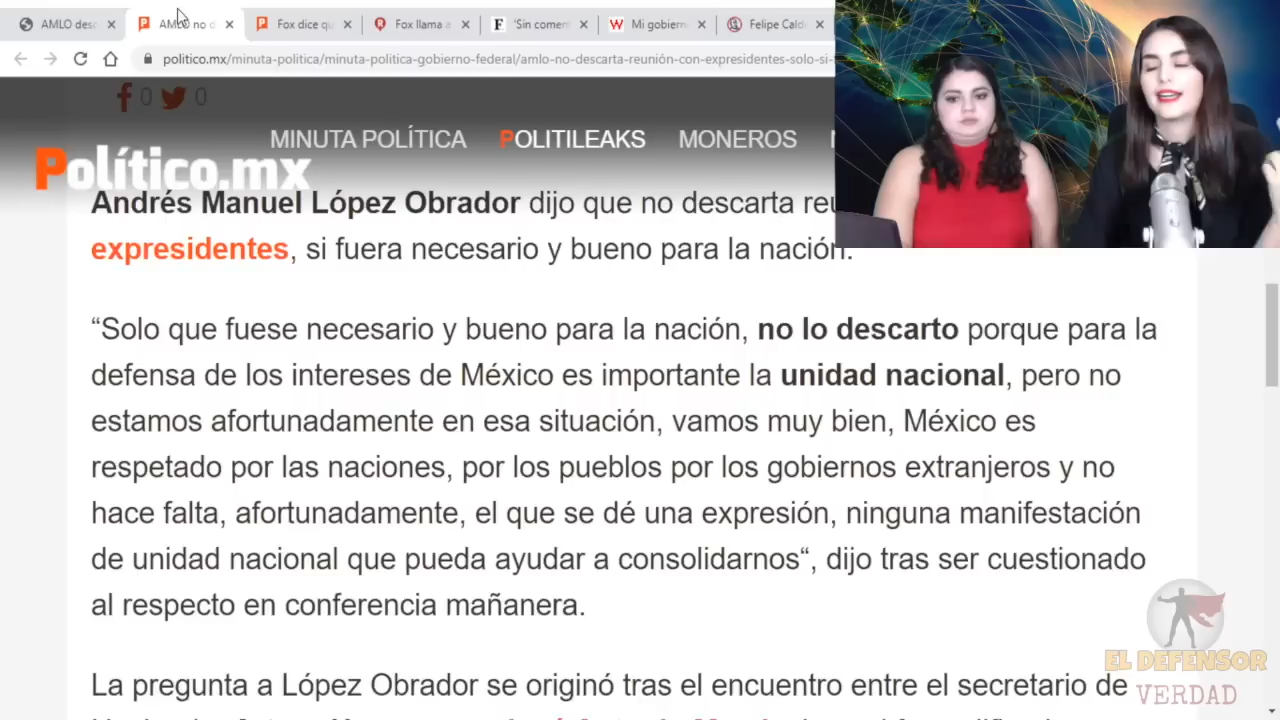 AMLO desc
AMLO no d
Fox dice qu
Fox llama a
'Sin comen
Mi gobiern
Felipe Cald
politico.mx/minuta-politica/minuta-politica-gobierno-federal/amlo-no-descarta-reunión-con-expresidentes-solo-si-
0 0
MINUTA POLÍTICA POLITILEAKS MONEROS
Político.mx
Andrés Manuel López Obrador dijo que no descarta
expresidentes, si fuera necesario y bueno para la nación.
“Solo que fuese necesario y bueno para la nación, no lo descarto porque para la
defensa de los intereses de México es importante la unidad nacional, pero no
estamos afortunadamente en esa situación, vamos muy bien, México es
respetado por las naciones, por los pueblos por los gobiernos extranjeros y no
hace falta, afortunadamente, el que se dé una expresión, ninguna manifestación
de unidad nacional que pueda ayudar a consolidarnos“, dijo tras ser cuestionado
al respecto en conferencia mañanera.
La pregunta a López Obrador se originó tras el encuentro entre el secretario de
EL DEFENSOR
VERDAD